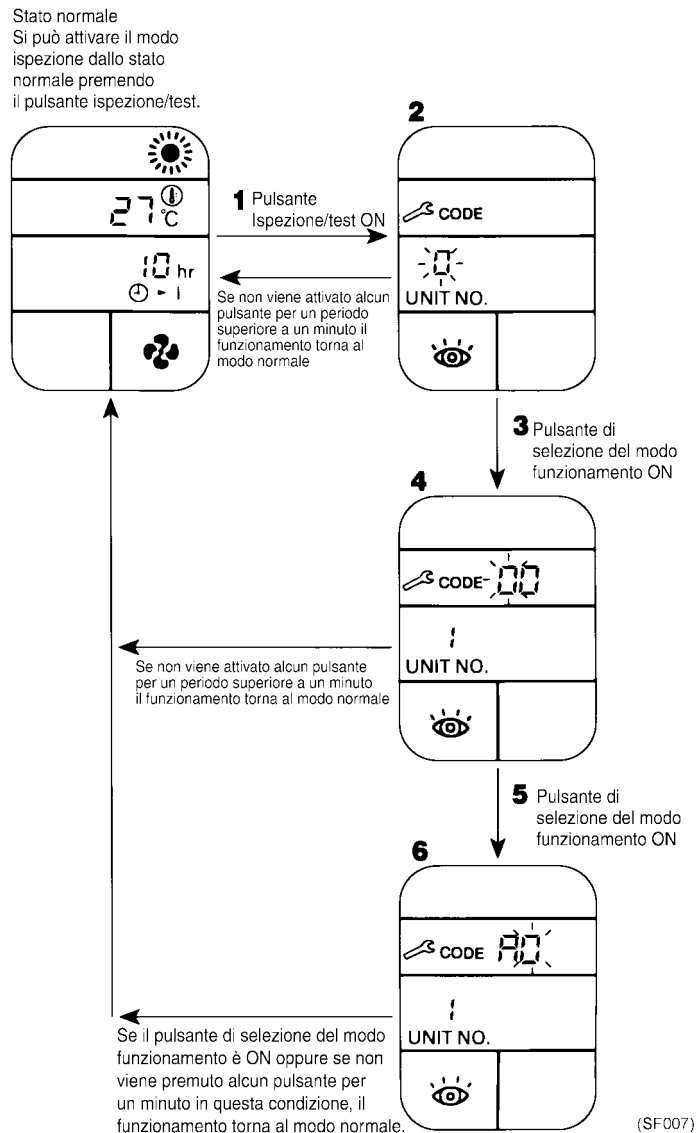 Stato normale
Si può attivare il modo
ispezione dallo stato
normale premendo
il pulsante ispezione/test.
27 °C
10 hr
1
1 Pulsante
Ispezione/test ON
Se non viene attivato alcun
pulsante per un periodo
superiore a un minuto il
funzionamento torna al
modo normale
2
CODE
0
UNIT NO.
3 Pulsante di
selezione del modo
funzionamento ON
4
CODE 00
1
UNIT NO.
Se non viene attivato alcun pulsante
per un periodo superiore a un minuto
il funzionamento torna al modo normale
5 Pulsante di
selezione del modo
funzionamento ON
6
CODE A0
1
UNIT NO.
Se il pulsante di selezione del modo
funzionamento è ON oppure se non
viene premuto alcun pulsante per
un minuto in questa condizione, il
funzionamento torna al modo normale.
(SF007)